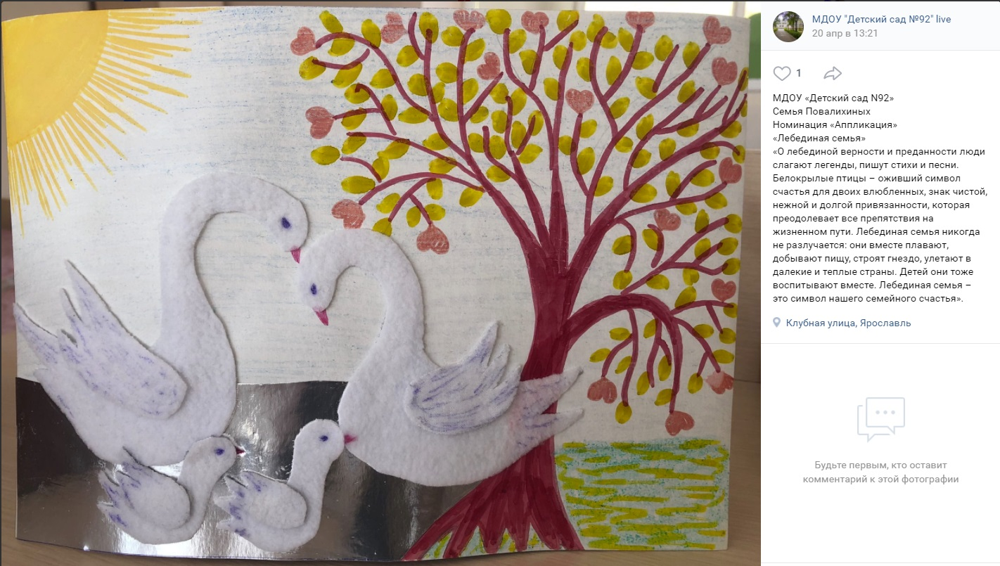 МДОУ "Детский сад №92" live
20 апр в 13:21
1
МДОУ «Детский сад N92»
Семья Повалихиных
Номинация «Аппликация»
«Лебединая семья»
«О лебединой верности и преданности люди
слагают легенды, пишут стихи и песни.
Белокрылые птицы – оживший символ
счастья для двоих влюбленных, знак чистой,
нежной и долгой привязанности, которая
преодолевает все препятствия на
жизненном пути. Лебединая семья никогда
не разлучается: они вместе плавают,
добывают пищу, строят гнездо, улетают в
далекие и теплые страны. Детей они тоже
воспитывают вместе. Лебединая семья –
это символ нашего семейного счастья».
Клубная улица, Ярославль
Будьте первым, кто оставит
комментарий к этой фотографии